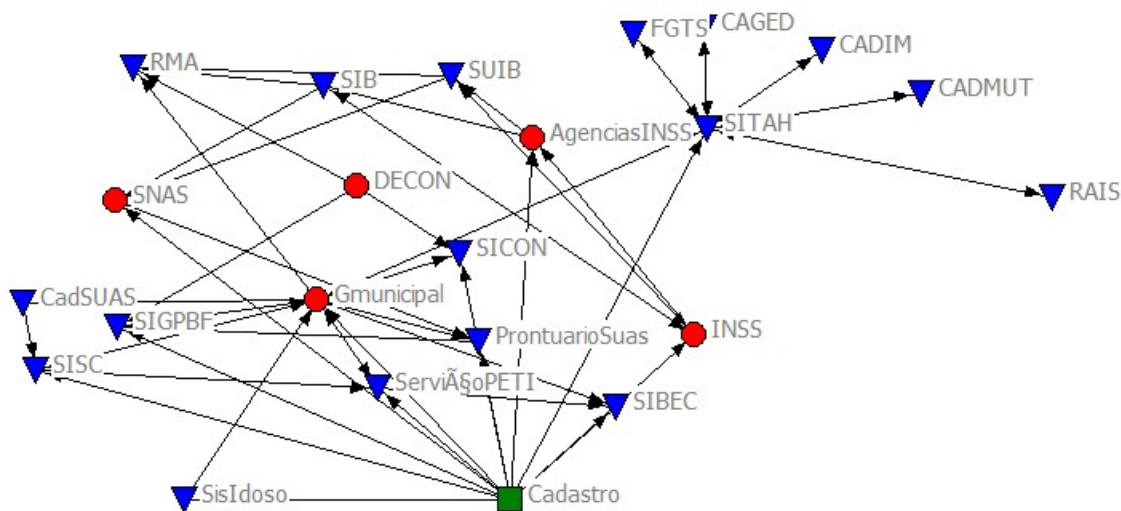 FGTS
CAGED
CADIM
RMA
SIB
SUIB
CADMUT
AgenciasINSS
SITAH
DECON
SNAS
RAIS
SICON
CadSUAS
Gmunicipal
SIGPBF
ProntuarioSuas
INSS
SISC
ServiÃ§oPETI
SIBEC
SisIdoso
Cadastro